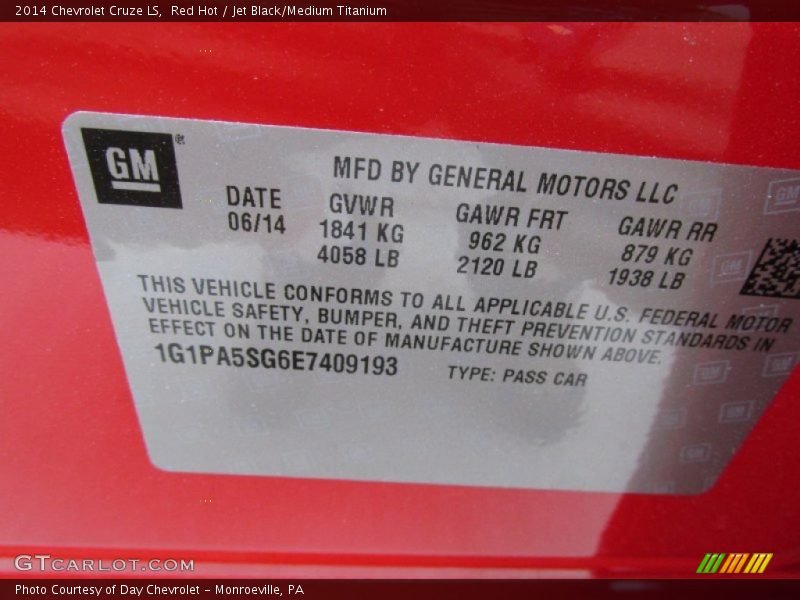 2014 Chevrolet Cruze LS, Red Hot / Jet Black/Medium Titanium
GM®
MFD BY GENERAL MOTORS LLC
DATE GVWR GAWR FRT GAWR RR
06/14 1841 KG 962 KG 879 KG
4058 LB 2120 LB 1938 LB
THIS VEHICLE CONFORMS TO ALL APPLICABLE U.S. FEDERAL MOTOR
VEHICLE SAFETY, BUMPER, AND THEFT PREVENTION STANDARDS IN
EFFECT ON THE DATE OF MANUFACTURE SHOWN ABOVE.
1G1PA5SG6E7409193 TYPE: PASS CAR
GTCARLOT.COM
Photo Courtesy of Day Chevrolet - Monroeville, PA